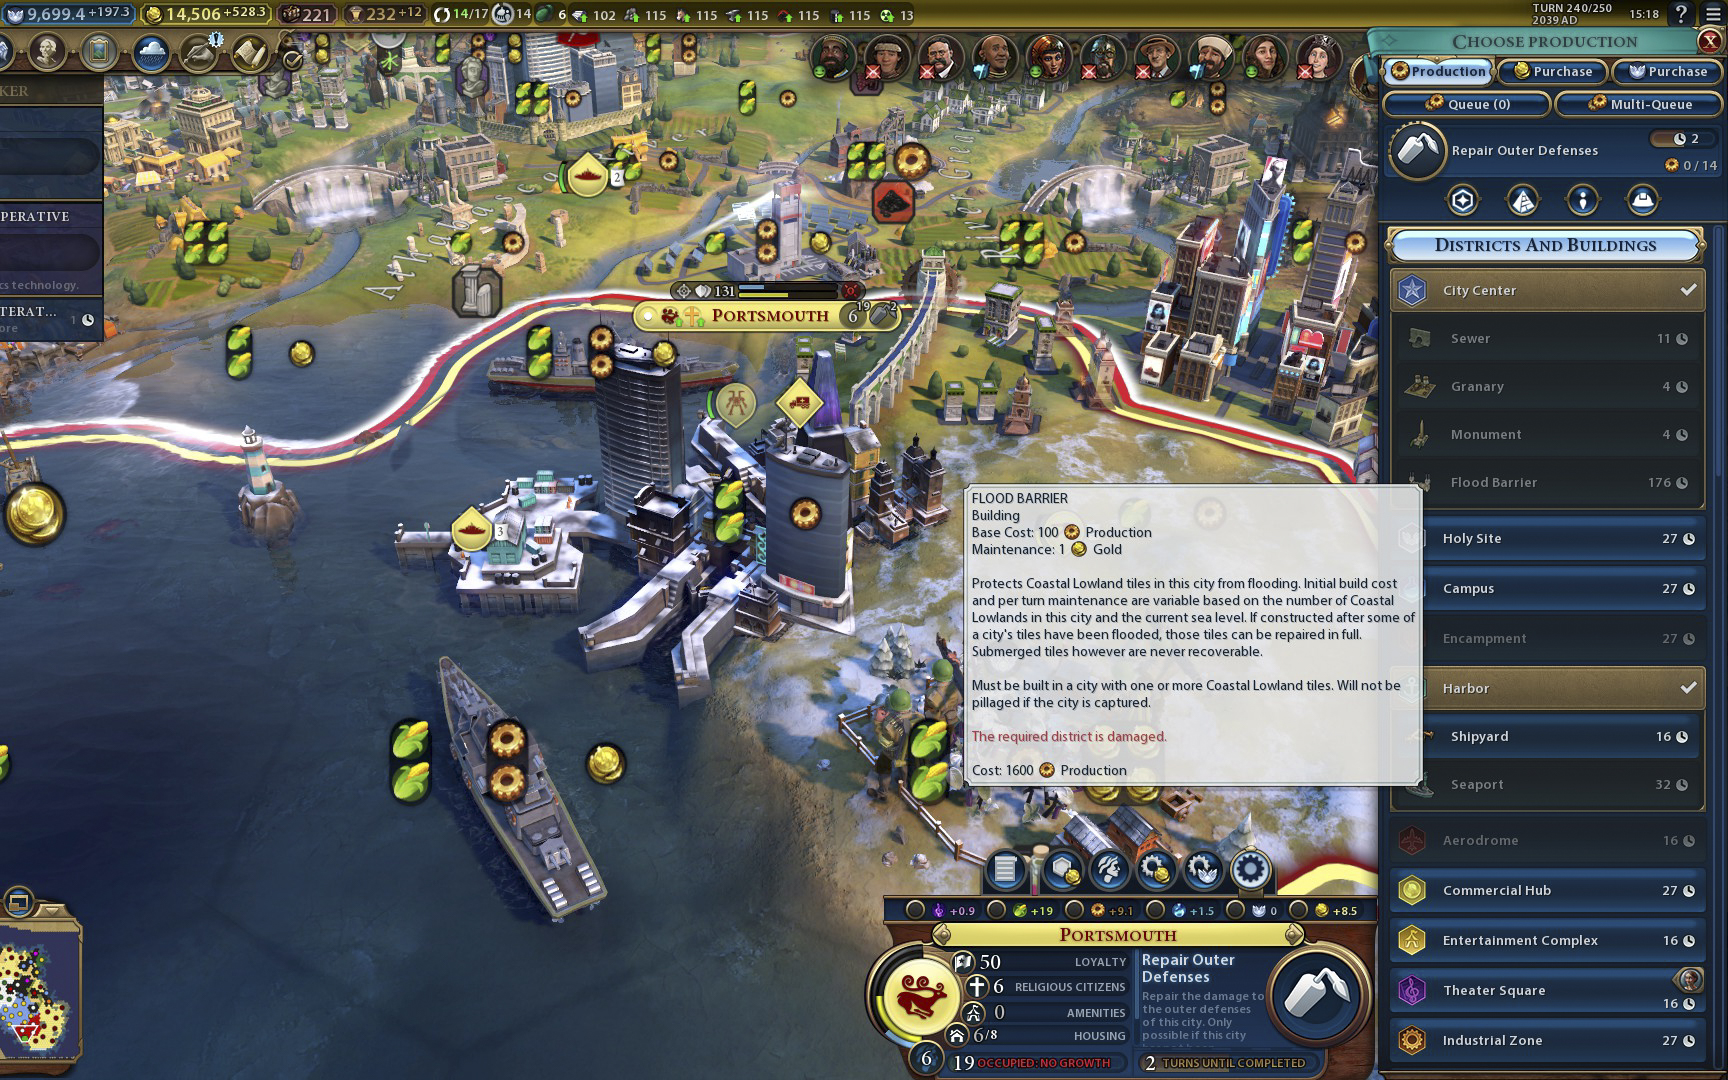 9,699.4 +197.3
14,506 +528.3
221
232 +12
14/17
14
6
102
115
115
115
115
115
13
TURN 240/250
2039 AD
15:18
?
KER
PERATIVE
cs technology.
TERAT...
ore
1
CHOOSE PRODUCTION
X
Production
Purchase
Purchase
Queue (0)
Multi-Queue
Repair Outer Defenses
2
0 / 14
DISTRICTS AND BUILDINGS
City Center
Sewer 11
Granary 4
Monument 4
Flood Barrier 176
Holy Site 27
Campus 27
Encampment 27
Harbor
Shipyard 16
Seaport 32
Aerodrome 16
Commercial Hub 27
Entertainment Complex 16
Theater Square 16
Industrial Zone 27
2
131
PORTSMOUTH
6
19
2
3
FLOOD BARRIER
Building
Base Cost: 100 Production
Maintenance: 1 Gold
Protects Coastal Lowland tiles in this city from flooding. Initial build cost
and per turn maintenance are variable based on the number of Coastal
Lowlands in this city and the current sea level. If constructed after some of
a city's tiles have been flooded, those tiles can be repaired in full.
Submerged tiles however are never recoverable.
Must be built in a city with one or more Coastal Lowland tiles. Will not be
pillaged if the city is captured.
The required district is damaged.
Cost: 1600 Production
+0.9
+19
+9.1
+1.5
0
+8.5
PORTSMOUTH
50 LOYALTY
6 RELIGIOUS CITIZENS
0 AMENITIES
6/8 HOUSING
6
19 OCCUPIED: NO GROWTH
Repair Outer
Defenses
Repair the damage to
the outer defenses
of this city. Only
possible if this city
2 TURNS UNTIL COMPLETED